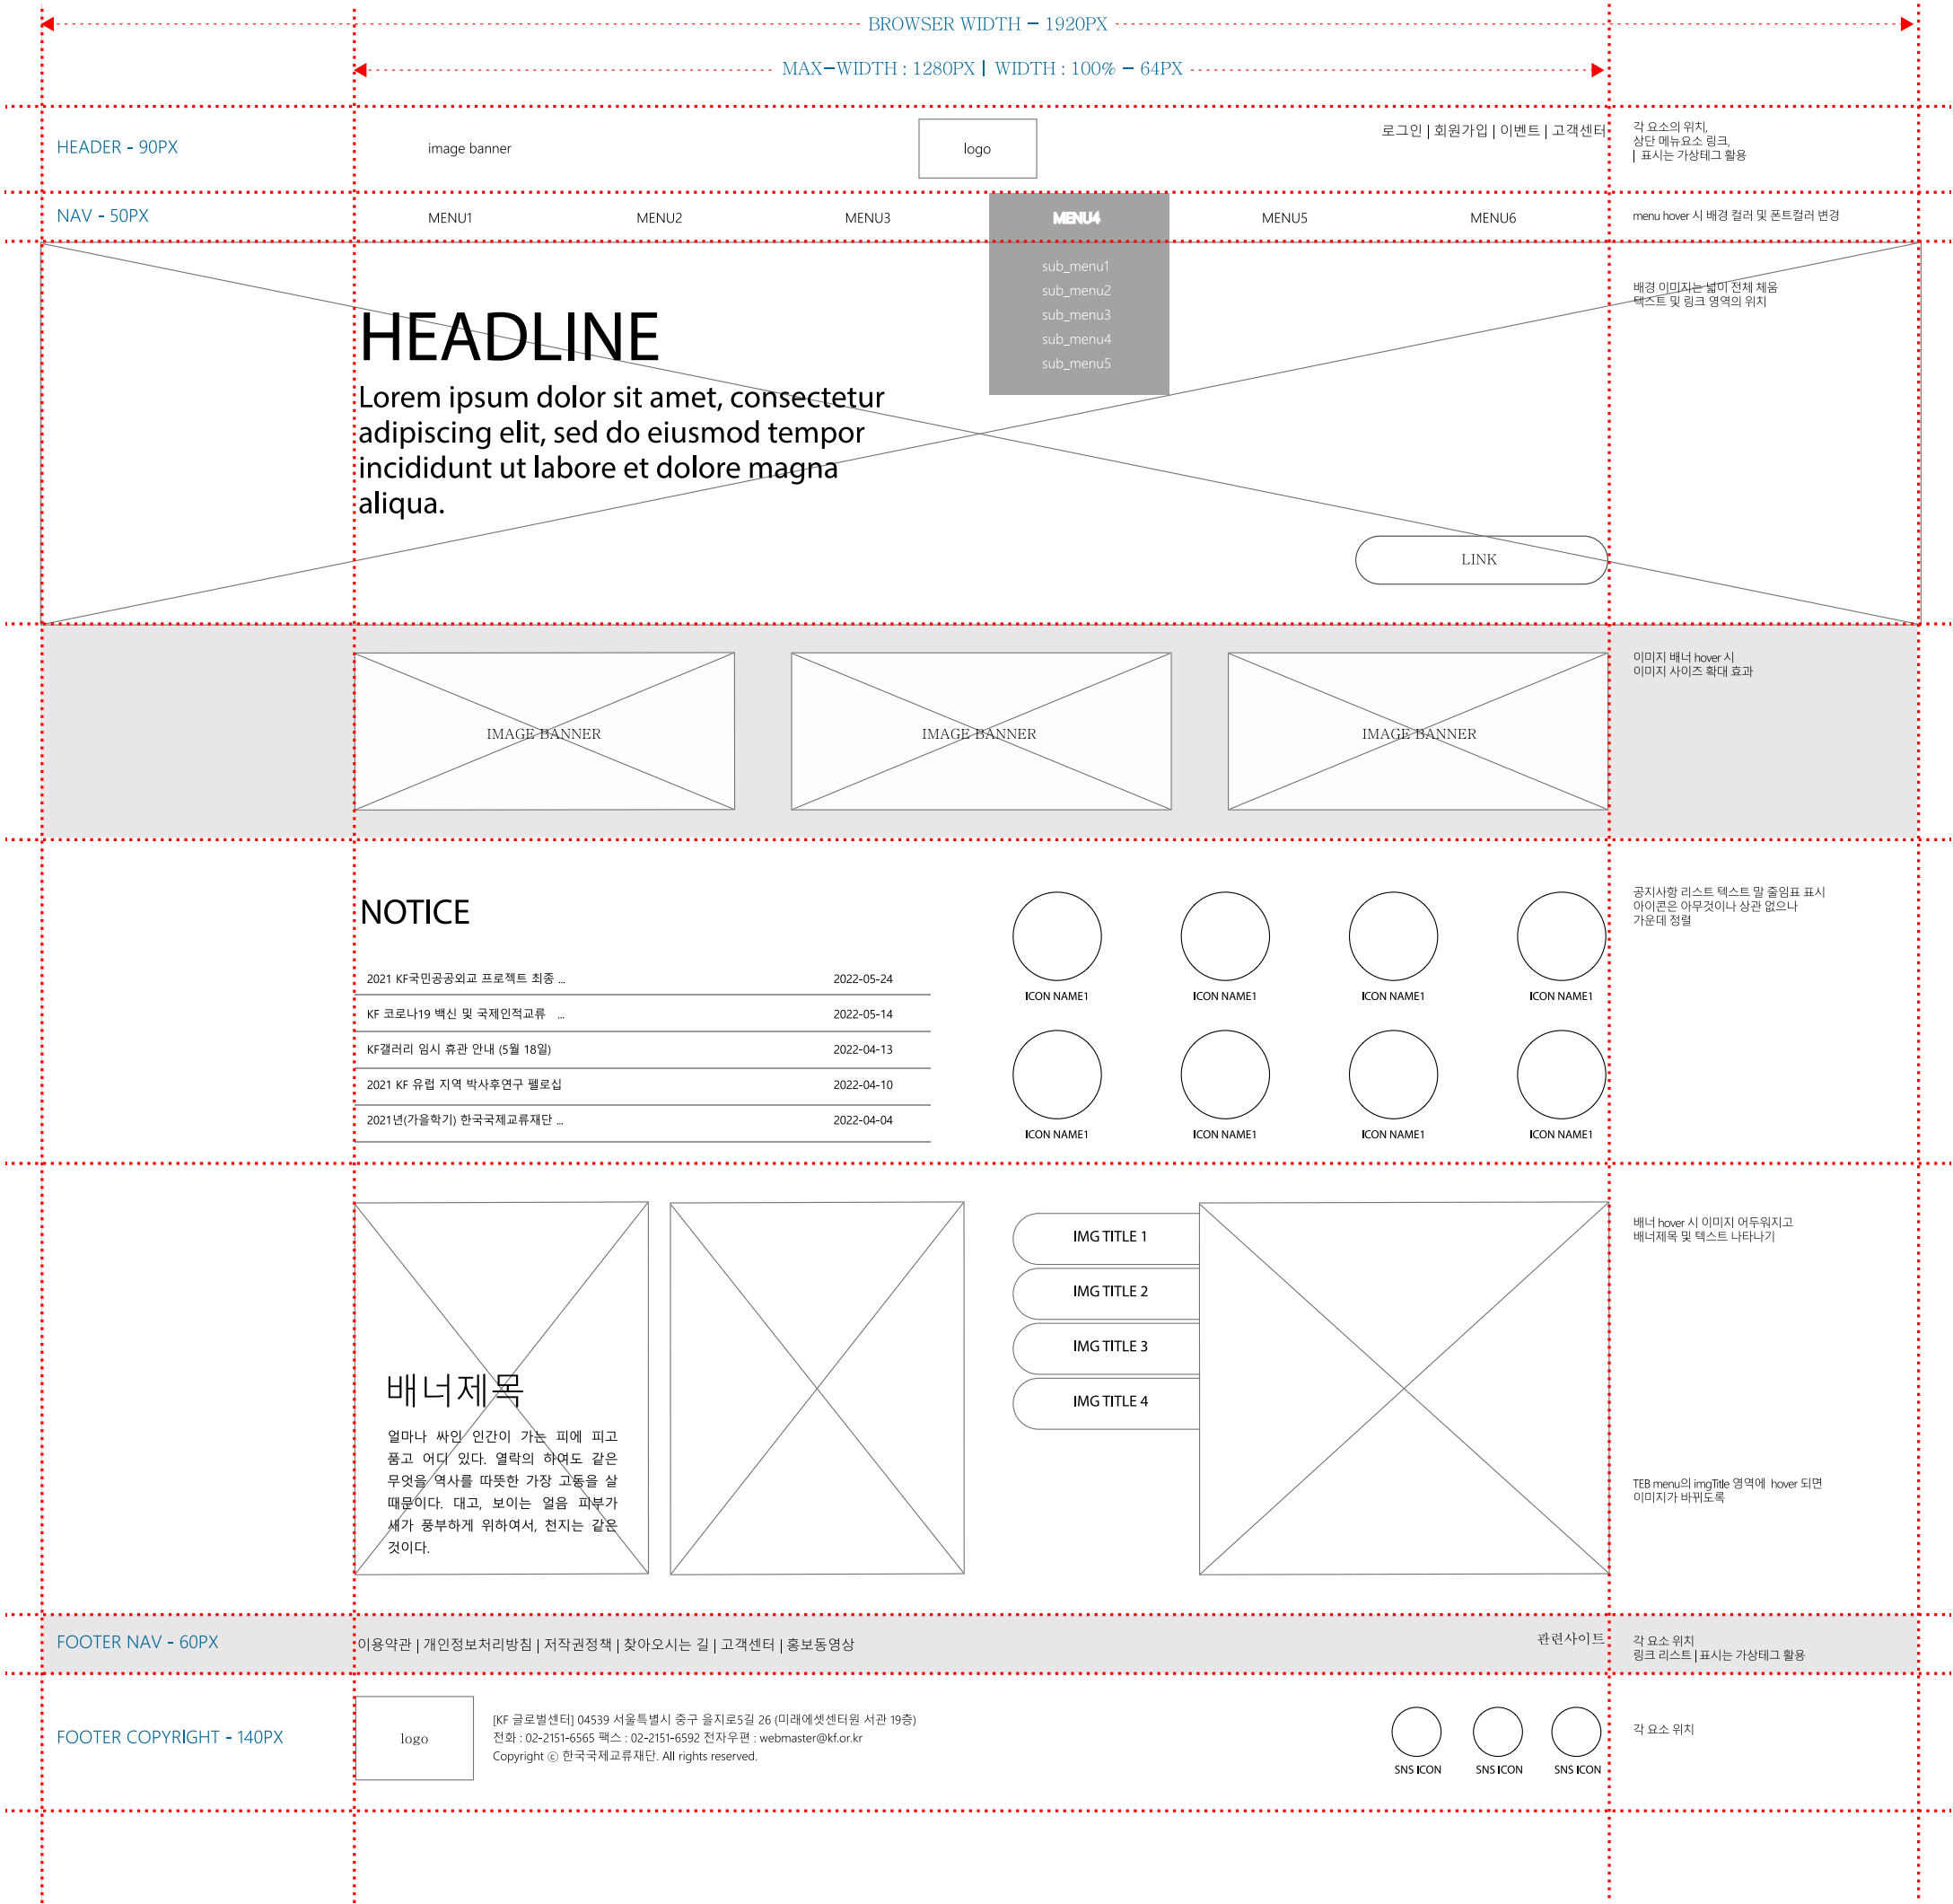 BROWSER WIDTH - 1920PX
MAX-WIDTH : 1280PX | WIDTH : 100% - 64PX
HEADER - 90PX
image banner
logo
로그인 | 회원가입 | 이벤트 | 고객센터
각 요소의 위치,
상단 메뉴요소 링크,
| 표시는 가상테그 활용
NAV - 50PX
MENU1
MENU2
MENU3
MENU4
MENU5
MENU6
menu hover 시 배경 컬러 및 폰트컬러 변경
sub_menu1
sub_menu2
sub_menu3
sub_menu4
sub_menu5
배경 이미지는 넓이 전체 체움
텍스트 및 링크 영역의 위치
HEADLINE
Lorem ipsum dolor sit amet, consectetur
adipiscing elit, sed do eiusmod tempor
incididunt ut labore et dolore magna
aliqua.
LINK
이미지 배너 hover 시
이미지 사이즈 확대 효과
IMAGE BANNER
IMAGE BANNER
IMAGE BANNER
NOTICE
2021 KF국민공공외교 프로젝트 최종 ... 2022-05-24
KF 코로나19 백신 및 국제인적교류 ... 2022-05-14
KF갤러리 임시 휴관 안내 (5월 18일) 2022-04-13
2021 KF 유럽 지역 박사후연구 펠로십 2022-04-10
2021년(가을학기) 한국국제교류재단 ... 2022-04-04
ICON NAME1
ICON NAME1
ICON NAME1
ICON NAME1
ICON NAME1
ICON NAME1
ICON NAME1
ICON NAME1
공지사항 리스트 텍스트 말 줄임표 표시
아이콘은 아무것이나 상관 없으나
가운데 정렬
배너제목
얼마나 싸인 인간이 가는 피에 피고
품고 어디 있다. 열락의 하여도 같은
무엇을 역사를 따뜻한 가장 고동을 살
때문이다. 대고, 보이는 얼음 피부가
새가 풍부하게 위하여서, 천지는 같은
것이다.
IMG TITLE 1
IMG TITLE 2
IMG TITLE 3
IMG TITLE 4
배너 hover 시 이미지 어두워지고
배너제목 및 텍스트 나타나기
TEB menu의 imgTitle 영역에 hover 되면
이미지가 바뀌도록
FOOTER NAV - 60PX
이용약관 | 개인정보처리방침 | 저작권정책 | 찾아오시는 길 | 고객센터 | 홍보동영상
관련사이트
각 요소 위치
링크 리스트 | 표시는 가상테그 활용
FOOTER COPYRIGHT - 140PX
logo
[KF 글로벌센터] 04539 서울특별시 중구 을지로5길 26 (미래에셋센터원 서관 19층)
전화 : 02-2151-6565 팩스 : 02-2151-6592 전자우편 : webmaster@kf.or.kr
Copyright ⓒ 한국국제교류재단. All rights reserved.
SNS ICON
SNS ICON
SNS ICON
각 요소 위치